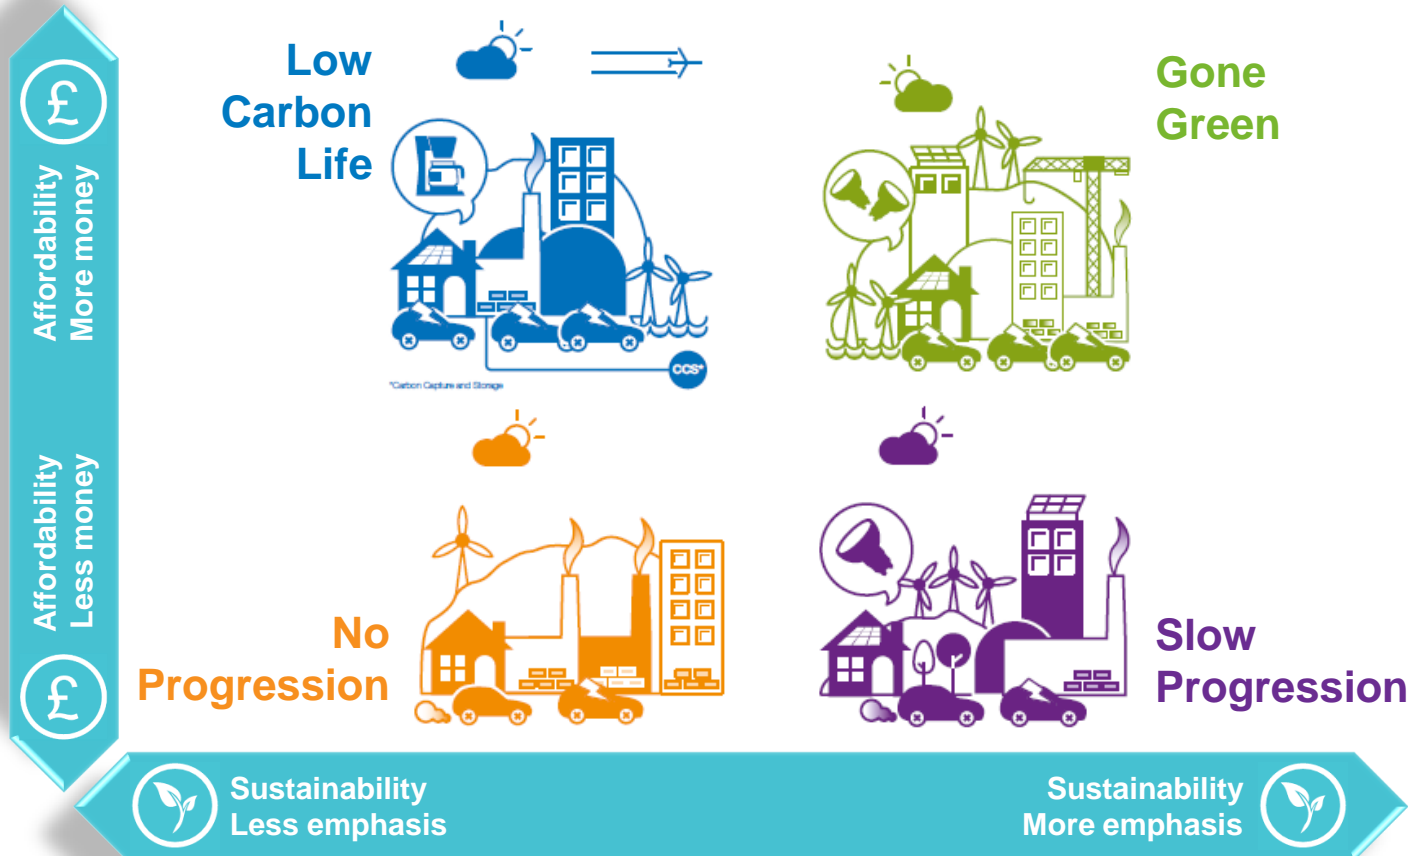 £
Affordability
More money
Affordability
Less money
£
Low
Carbon
Life
Gone
Green
CCS*
*Carbon Capture and Storage
No
Progression
Slow
Progression
Sustainability
Less emphasis
Sustainability
More emphasis